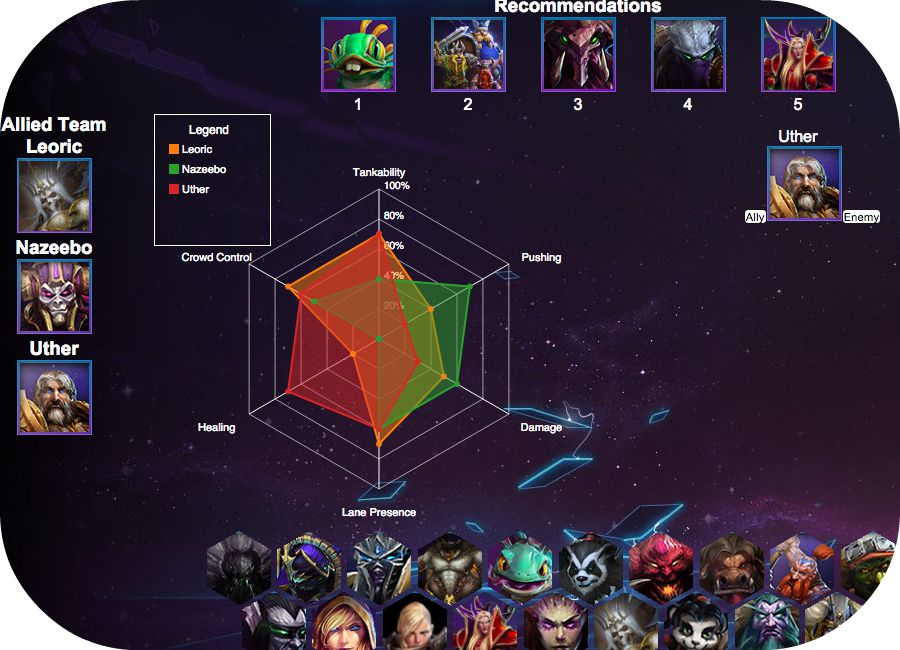 Recommendations
1
2
3
4
5
Allied Team
Leoric
Nazeebo
Uther
Legend
Leoric
Nazeebo
Uther
Uther
Ally
Enemy
Tankability
100%
80%
60%
40%
20%
Crowd Control
Pushing
Healing
Damage
Lane Presence